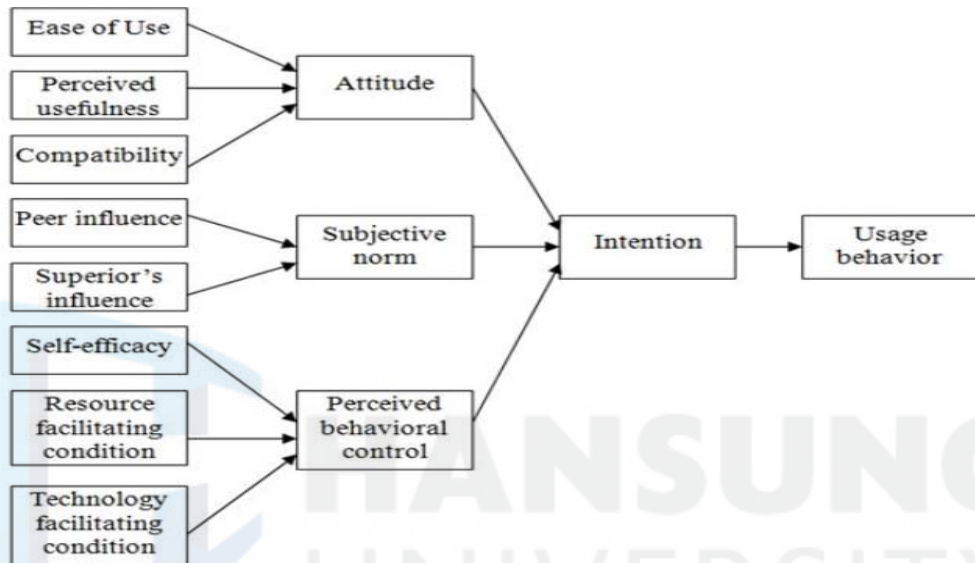 Ease of Use
Perceived
usefulness
Compatibility
Peer influence
Superior's
influence
Self-efficacy
Resource
facilitating
condition
Technology
facilitating
condition
Attitude
Subjective
norm
Perceived
behavioral
control
Intention
Usage
behavior
HANSUNG
UNIVERSITY